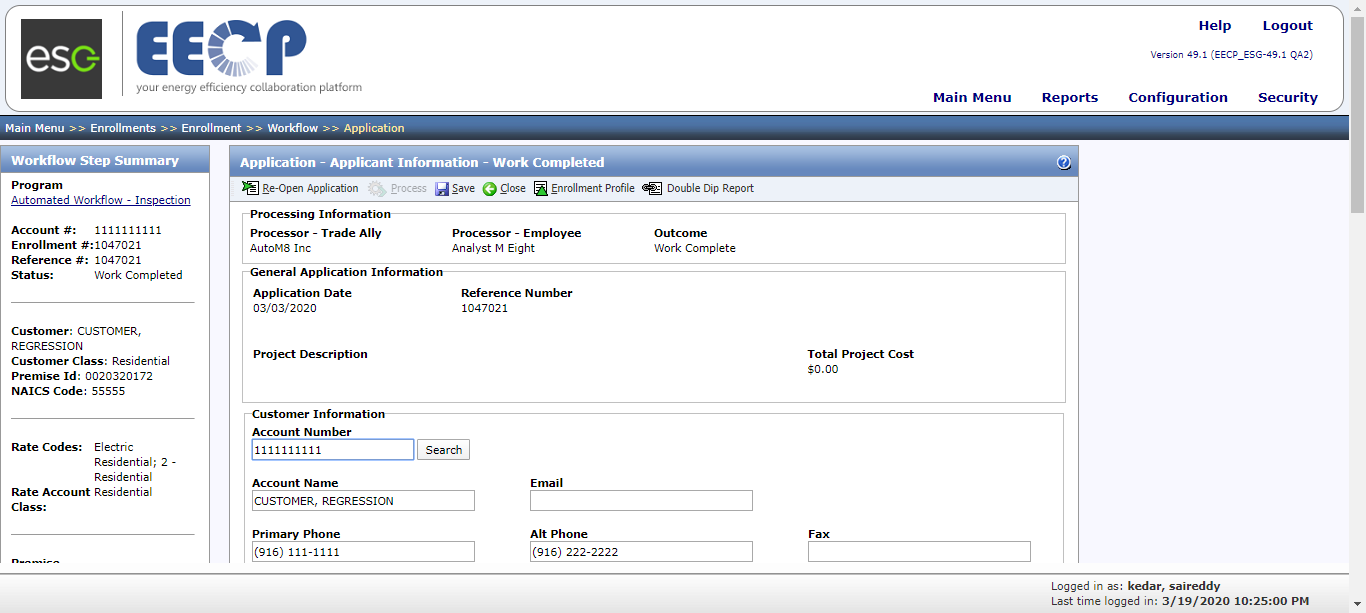 esc
EECP
your energy efficiency collaboration platform
Help Logout
Version 49.1 (EECP_ESG-49.1 QA2)
Main Menu Reports Configuration Security
Main Menu >> Enrollments >> Enrollment >> Workflow >> Application
Workflow Step Summary
Program
Automated Workflow - Inspection
Account #: 1111111111
Enrollment #:1047021
Reference #: 1047021
Status: Work Completed
Customer: CUSTOMER,
REGRESSION
Customer Class: Residential
Premise Id: 0020320172
NAICS Code: 55555
Rate Codes: Electric
Residential; 2 -
Residential
Rate Account Residential
Class:
Premise
Application - Applicant Information - Work Completed
Re-Open Application Process Save Close Enrollment Profile Double Dip Report
Processing Information
Processor - Trade Ally Processor - Employee Outcome
AutoM8 Inc Analyst M Eight Work Complete
General Application Information
Application Date Reference Number
03/03/2020 1047021
Project Description Total Project Cost
$0.00
Customer Information
Account Number
1111111111 Search
Account Name Email
CUSTOMER, REGRESSION
Primary Phone Alt Phone Fax
(916) 111-1111 (916) 222-2222
Logged in as: kedar, saireddy
Last time logged in: 3/19/2020 10:25:00 PM